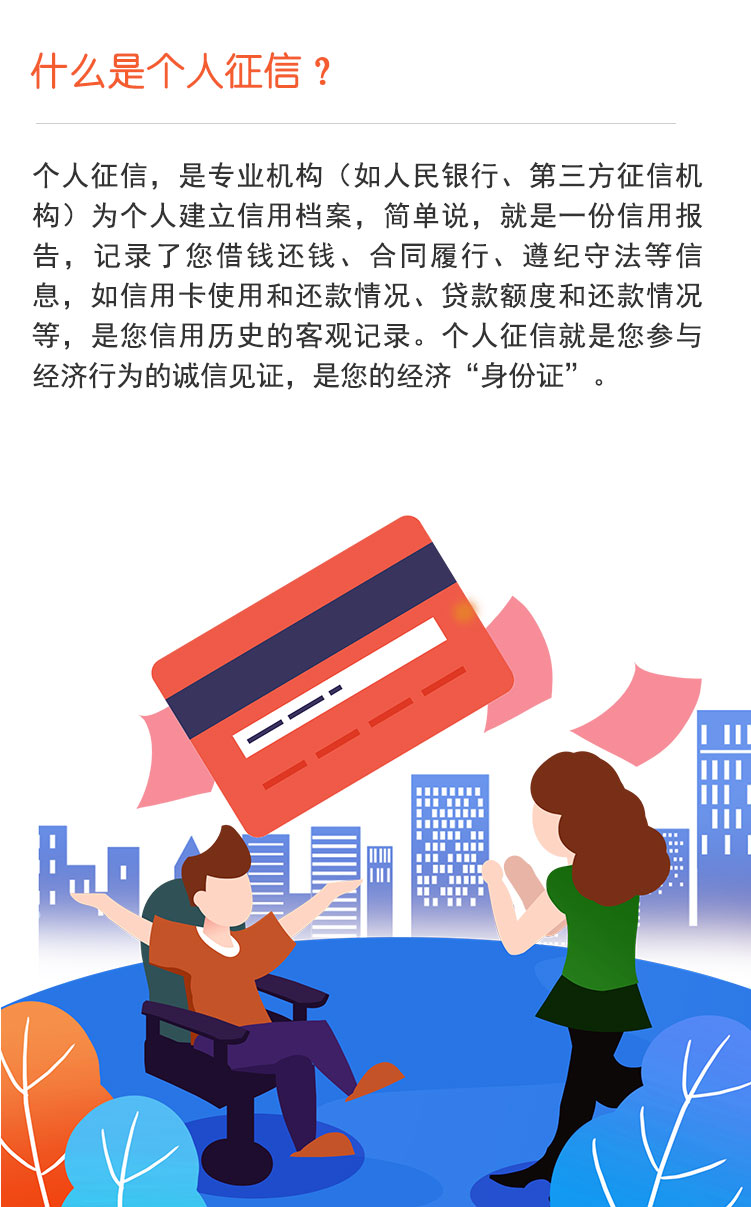 什么是个人征信？
个人征信，是专业机构（如人民银行、第三方征信机
构）为个人建立信用档案，简单说，就是一份信用报
告，记录了您借钱还钱、合同履行、遵纪守法等信
息，如信用卡使用和还款情况、贷款额度和还款情况
等，是您信用历史的客观记录。个人征信就是您参与
经济行为的诚信见证，是您的经济“身份证”。